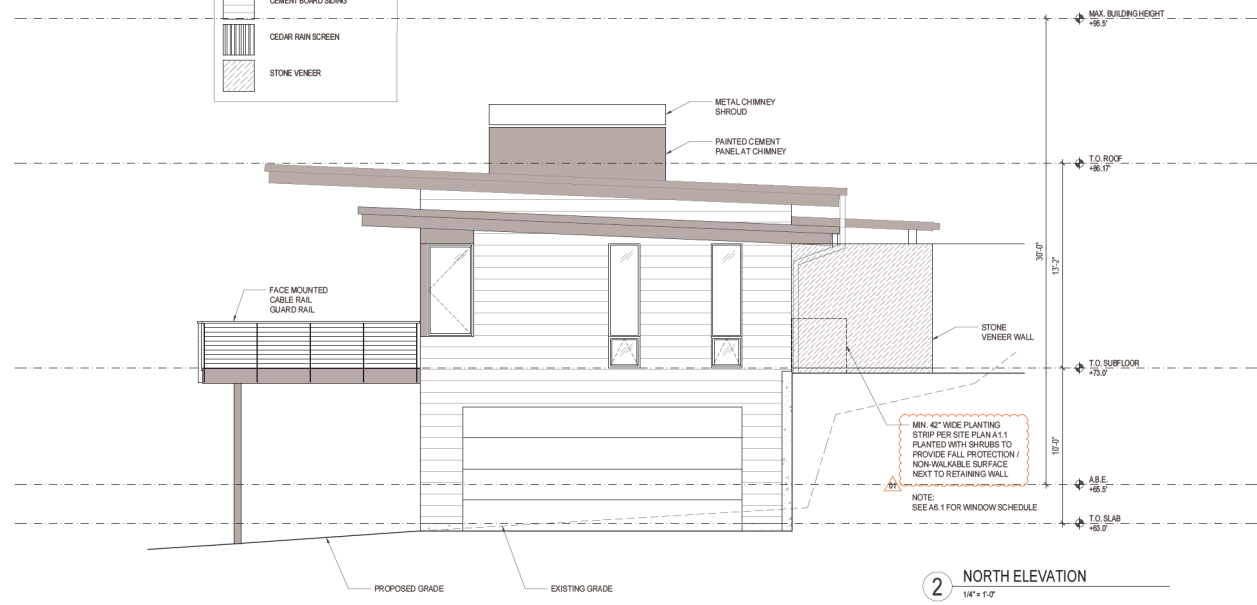 CEMENT BOARD SIDING
CEDAR RAIN SCREEN
STONE VENEER
MAX. BUILDING HEIGHT
+95.5'
METAL CHIMNEY
SHROUD
PAINTED CEMENT
PANEL AT CHIMNEY
T.O. ROOF
+86.17'
30'-0"
13'-2"
FACE MOUNTED
CABLE RAIL
GUARD RAIL
STONE
VENEER WALL
T.O. SUBFLOOR
+73.0'
10'-0"
MIN. 42" WIDE PLANTING
STRIP PER SITE PLAN A1.1
PLANTED WITH SHRUBS TO
PROVIDE FALL PROTECTION /
NON-WALKABLE SURFACE
NEXT TO RETAINING WALL
01
A.B.E.
+65.5'
NOTE:
SEE A6.1 FOR WINDOW SCHEDULE
T.O. SLAB
+63.0'
PROPOSED GRADE
EXISTING GRADE
2
NORTH ELEVATION
1/4" = 1'-0"